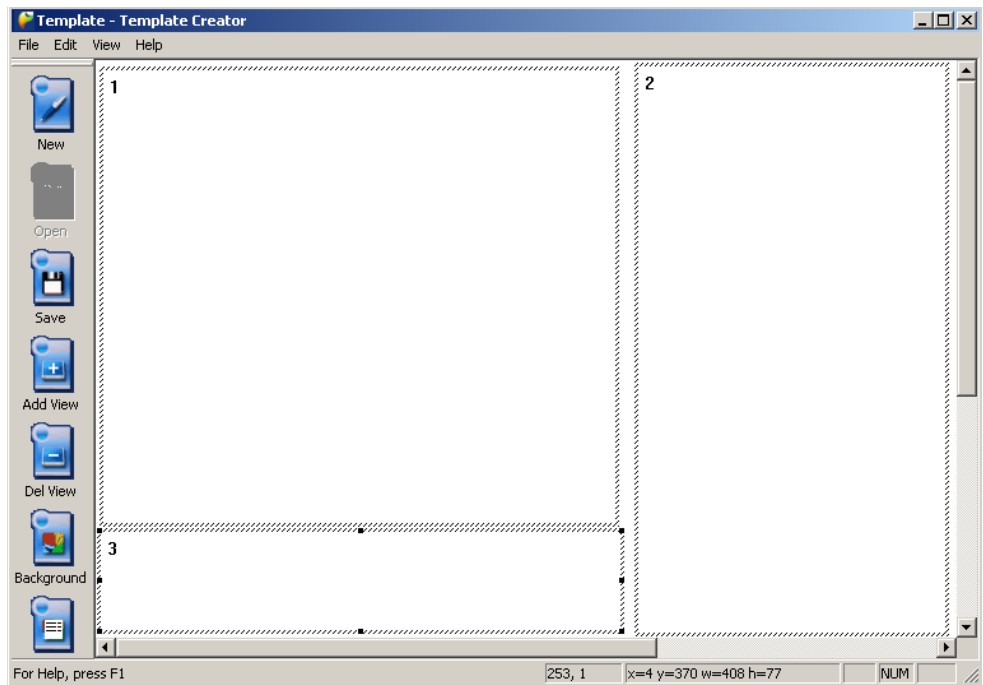 Template - Template Creator
File Edit View Help
1
2
New
Open
Save
Add View
Del View
3
Background
For Help, press F1
253, 1
x=4 y=370 w=408 h=77
NUM